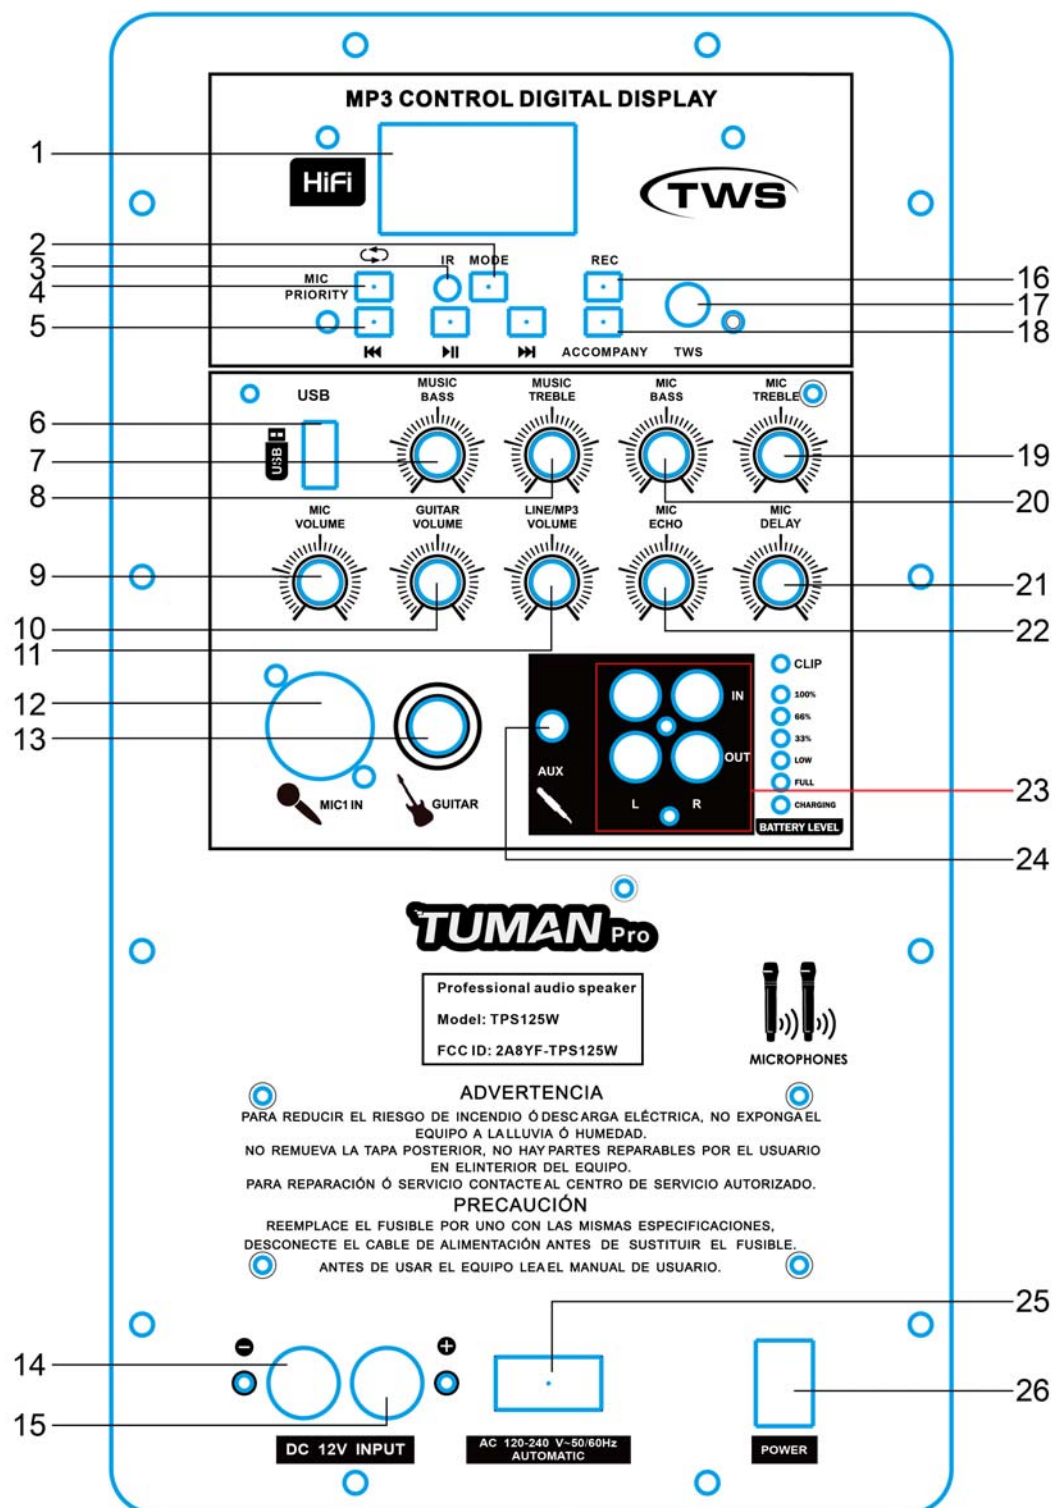 MP3 CONTROL DIGITAL DISPLAY
1
HiFi
TWS
2
3
IR
MODE
REC
4
MIC
PRIORITY
16
17
5
18
ACCOMPANY
TWS
USB
MUSIC
BASS
MUSIC
TREBLE
MIC
BASS
MIC
TREBLE
6
USB
7
19
8
20
MIC
VOLUME
GUITAR
VOLUME
LINE/MP3
VOLUME
MIC
ECHO
MIC
DELAY
9
21
10
22
11
CLIP
12
IN
100%
66%
13
33%
OUT
LOW
AUX
FULL
23
MIC1 IN
GUITAR
L
R
CHARGING
BATTERY LEVEL
24
TUMAN Pro
Professional audio speaker
Model: TPS125W
FCC ID: 2A8YF-TPS125W
MICROPHONES
ADVERTENCIA
PARA REDUCIR EL RIESGO DE INCENDIO Ó DESCARGA ELÉCTRICA, NO EXPONGA EL
EQUIPO A LA LLUVIA Ó HUMEDAD.
NO REMUEVA LA TAPA POSTERIOR, NO HAY PARTES REPARABLES POR EL USUARIO
EN ELINTERIOR DEL EQUIPO.
PARA REPARACIÓN Ó SERVICIO CONTACTE AL CENTRO DE SERVICIO AUTORIZADO.
PRECAUCIÓN
REEMPLACE EL FUSIBLE POR UNO CON LAS MISMAS ESPECIFICACIONES,
DESCONECTE EL CABLE DE ALIMENTACIÓN ANTES DE SUSTITUIR EL FUSIBLE.
ANTES DE USAR EL EQUIPO LEA EL MANUAL DE USUARIO.
25
14
26
15
DC 12V INPUT
AC 120-240 V~50/60Hz
AUTOMATIC
POWER